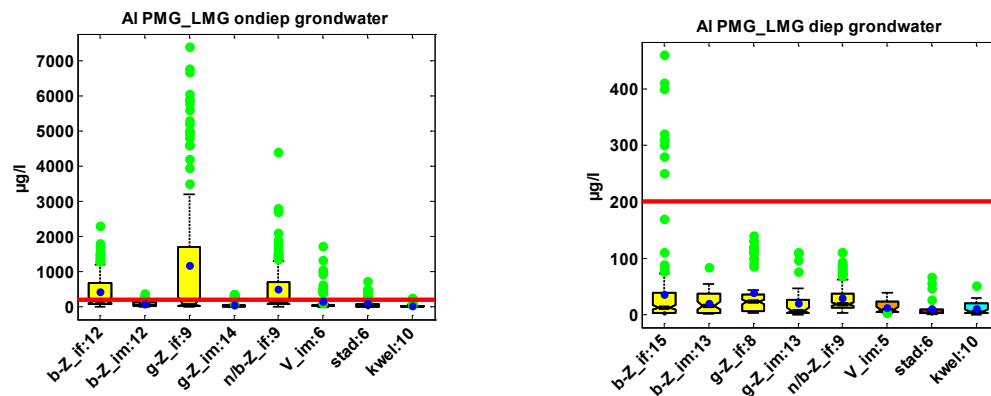 Al PMG_LMG ondiep grondwater
µg/l
7000
6000
5000
4000
3000
2000
1000
0
b-Z_if:12
b-Z_im:12
g-Z_if:9
g-Z_im:14
n/b-Z_if:9
V_im:6
stad:6
kwel:10
Al PMG_LMG diep grondwater
µg/l
400
300
200
100
0
b-Z_if:15
b-Z_im:13
g-Z_if:8
g-Z_im:13
n/b-Z_if:9
V_im:5
stad:6
kwel:10